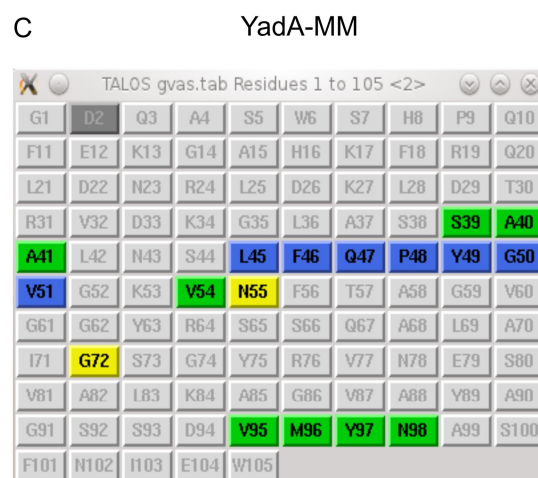 C YadA-MM
TALOS gvas.tab Residues 1 to 105 <2>
G1 D2 Q3 A4 S5 W6 S7 H8 P9 Q10
F11 E12 K13 G14 A15 H16 K17 F18 R19 Q20
L21 D22 N23 R24 L25 D26 K27 L28 D29 T30
R31 V32 D33 K34 G35 L36 A37 S38 S39 A40
A41 L42 N43 S44 L45 F46 Q47 P48 Y49 G50
V51 G52 K53 V54 N55 F56 T57 A58 G59 V60
G61 G62 Y63 R64 S65 S66 Q67 A68 L69 A70
I71 G72 S73 G74 Y75 R76 V77 N78 E79 S80
V81 A82 L83 K84 A85 G86 V87 A88 Y89 A90
G91 S92 S93 D94 V95 M96 Y97 N98 A99 S100
F101 N102 I103 E104 W105